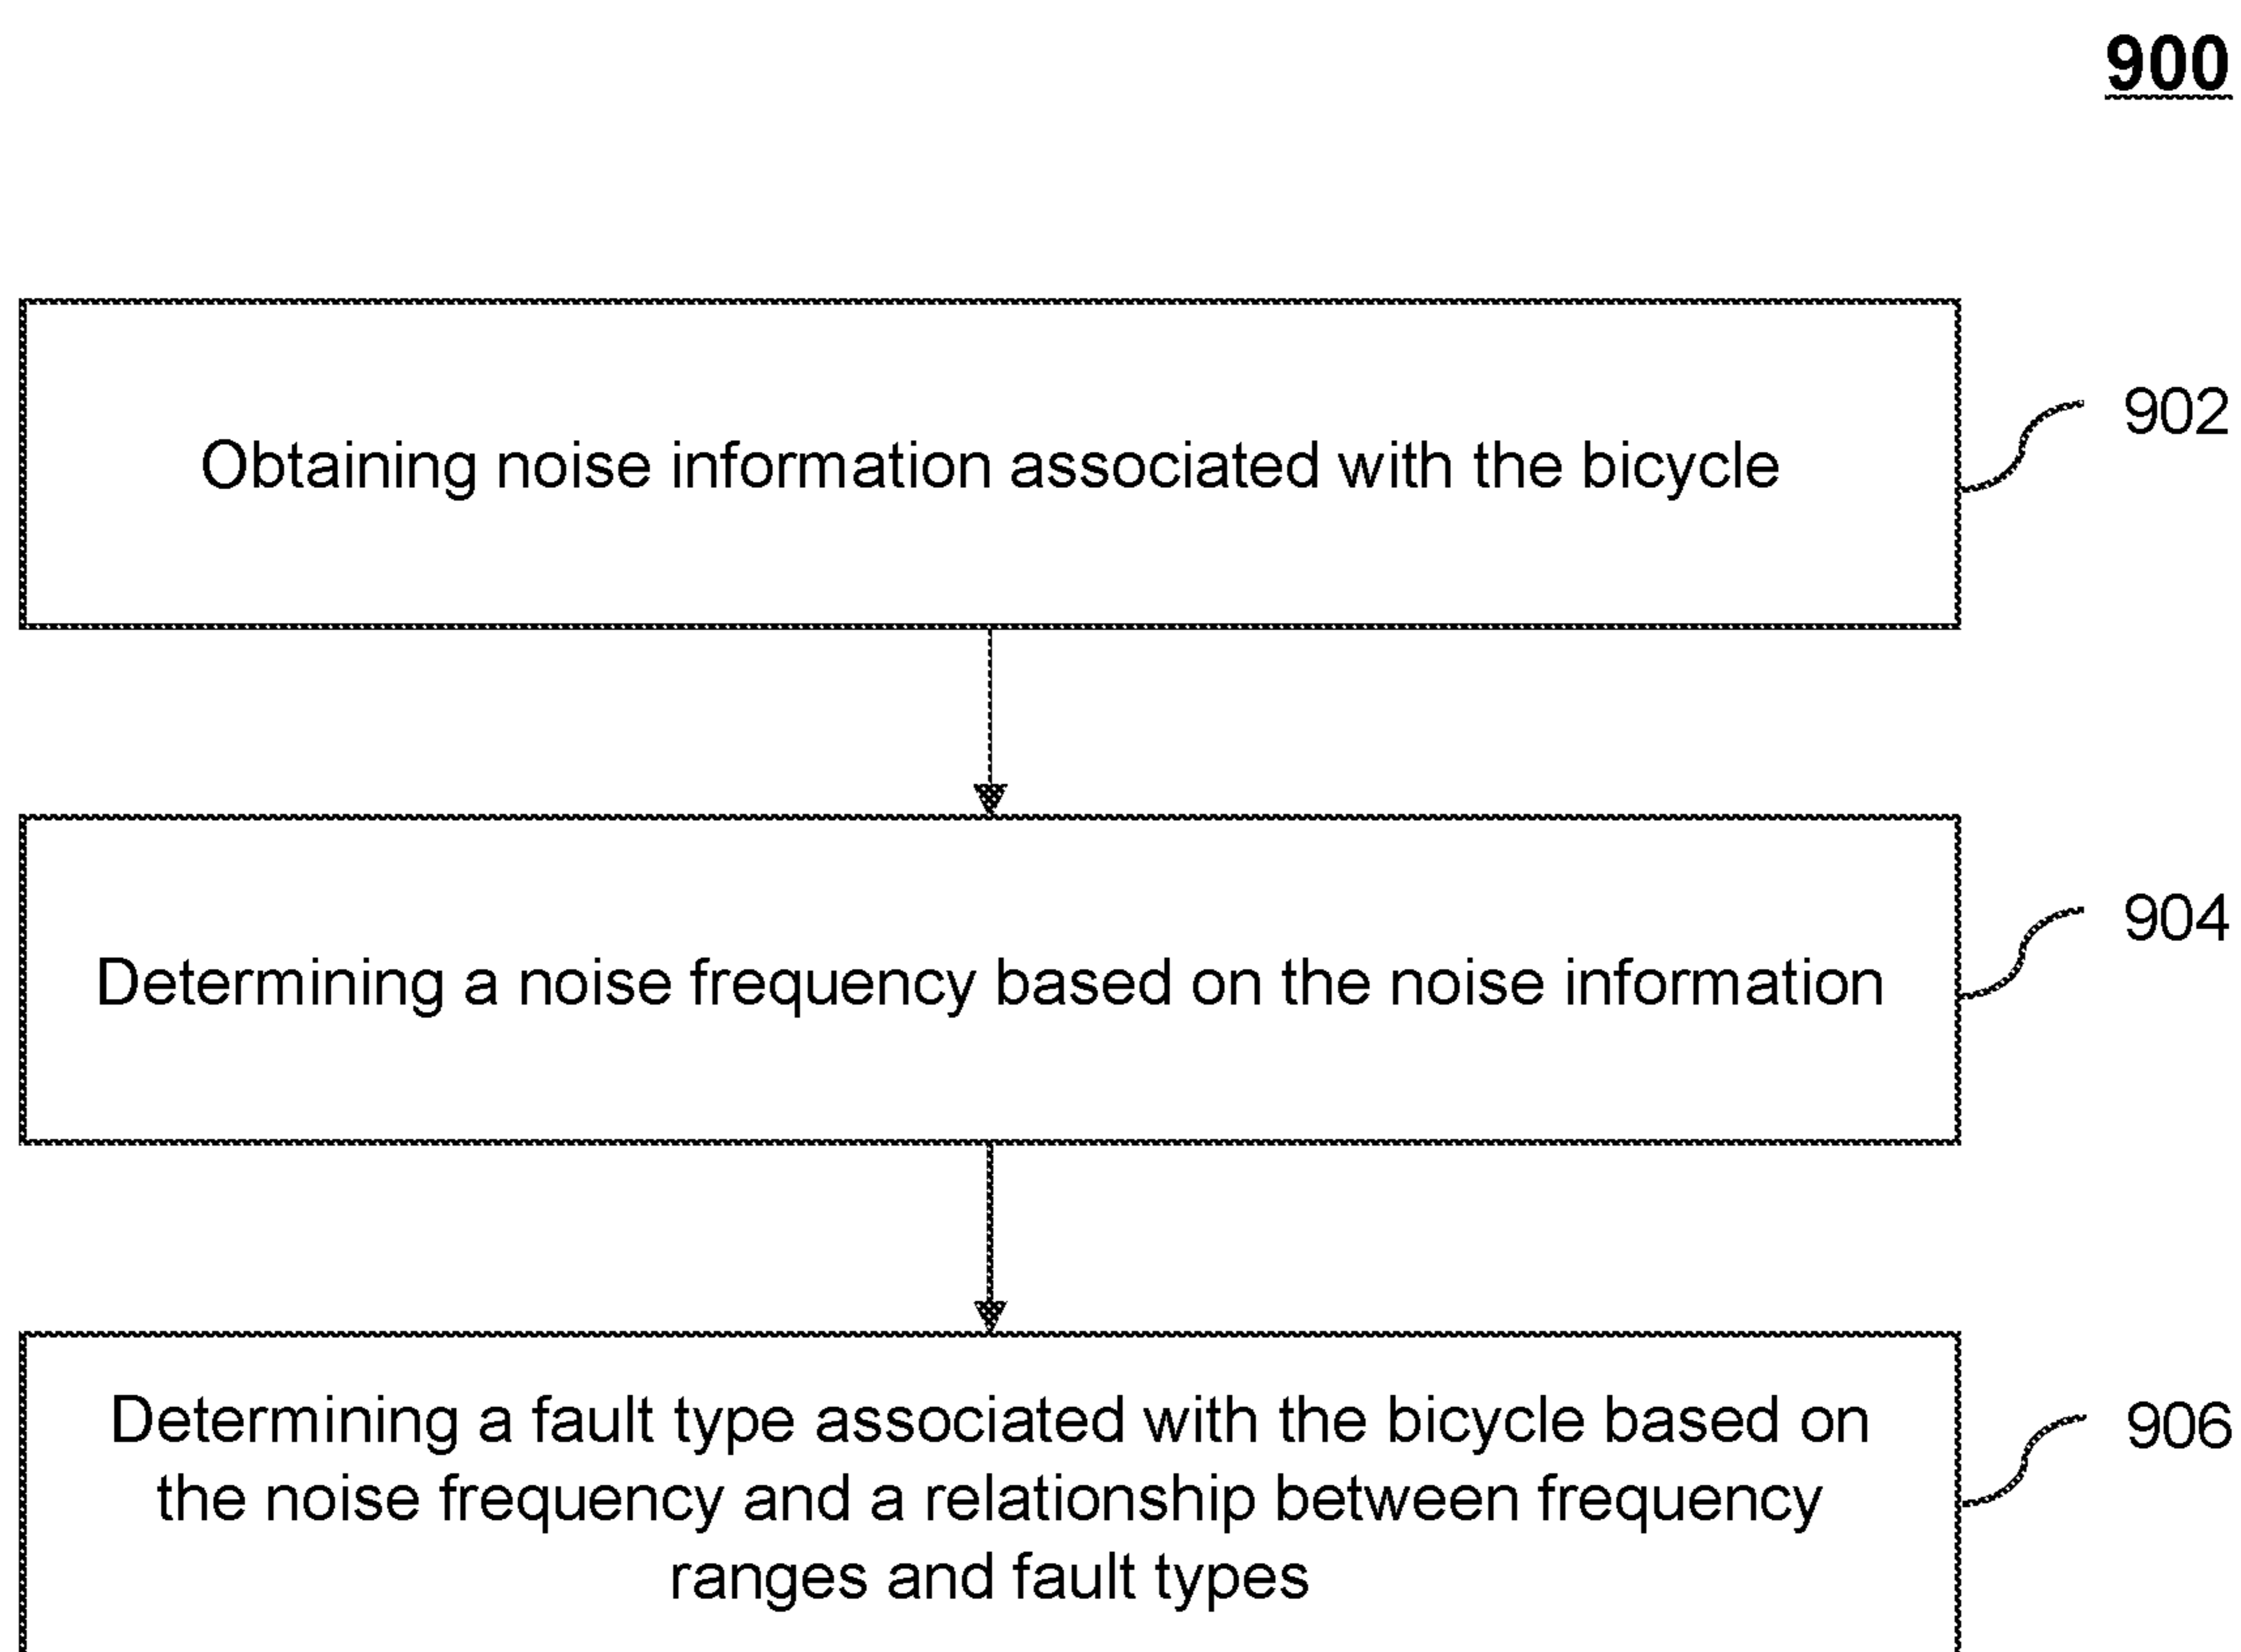 900
Obtaining noise information associated with the bicycle
902
Determining a noise frequency based on the noise information
904
Determining a fault type associated with the bicycle based on
the noise frequency and a relationship between frequency
ranges and fault types
906